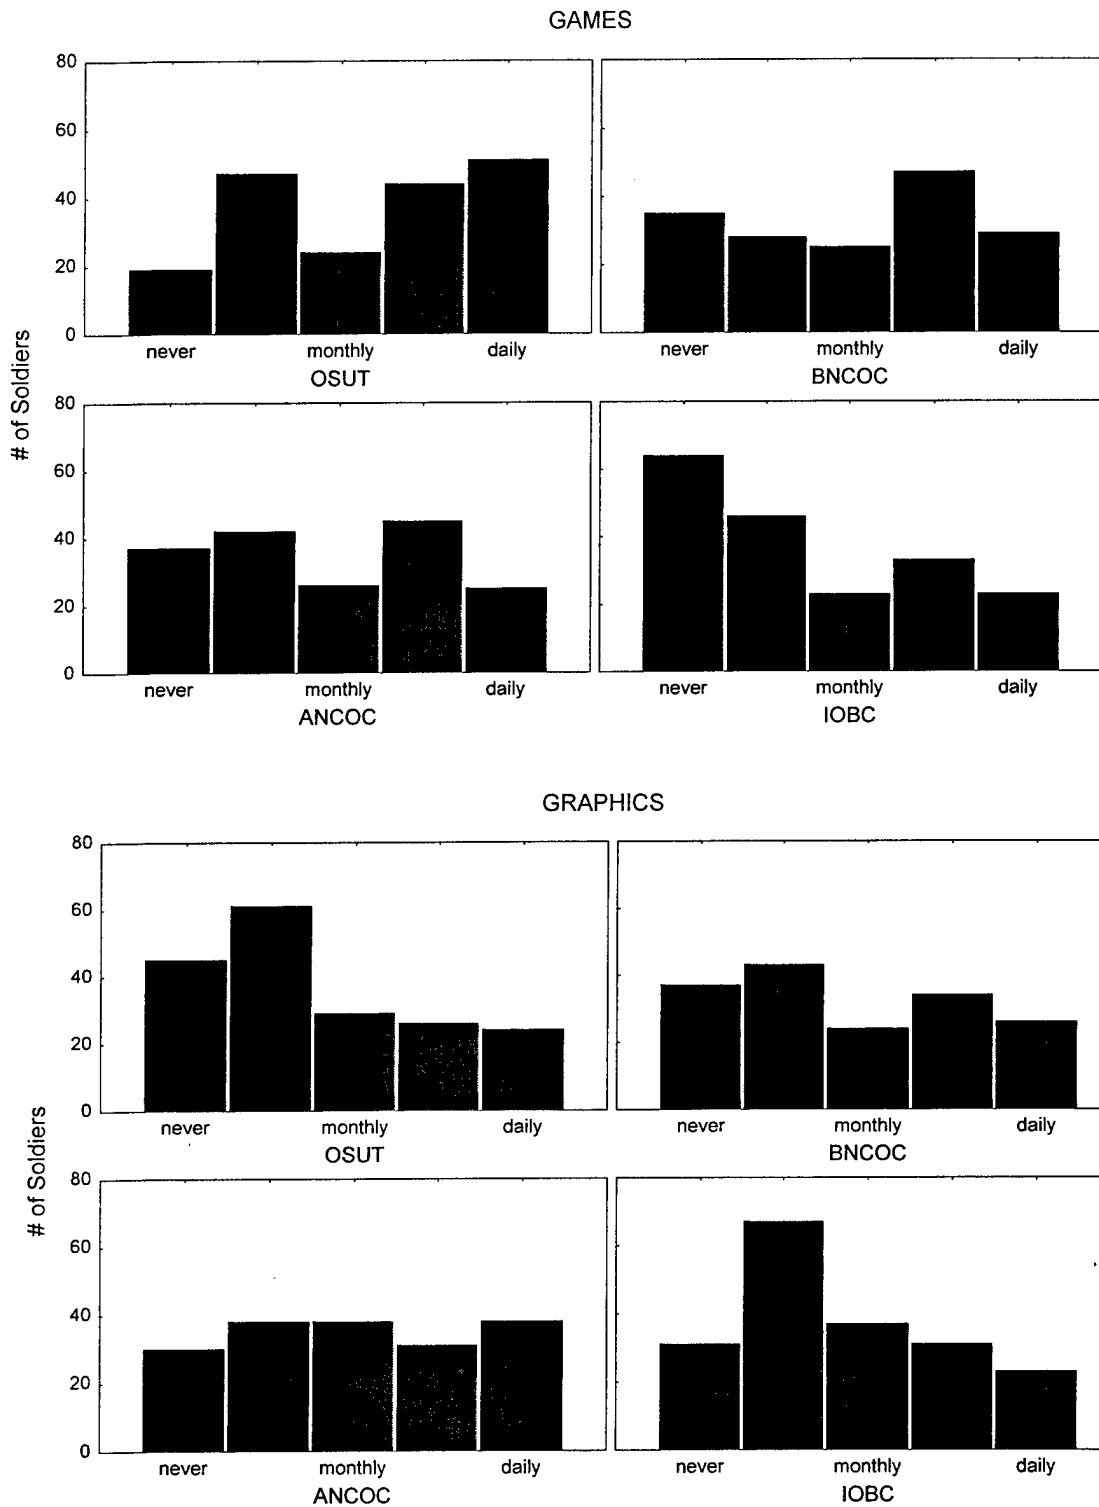 GAMES
# of Soldiers
80
60
40
20
0
never monthly daily
OSUT
never monthly daily
BNCOC
80
60
40
20
0
never monthly daily
ANCOC
never monthly daily
IOBC
GRAPHICS
# of Soldiers
80
60
40
20
0
never monthly daily
OSUT
never monthly daily
BNCOC
80
60
40
20
0
never monthly daily
ANCOC
never monthly daily
IOBC